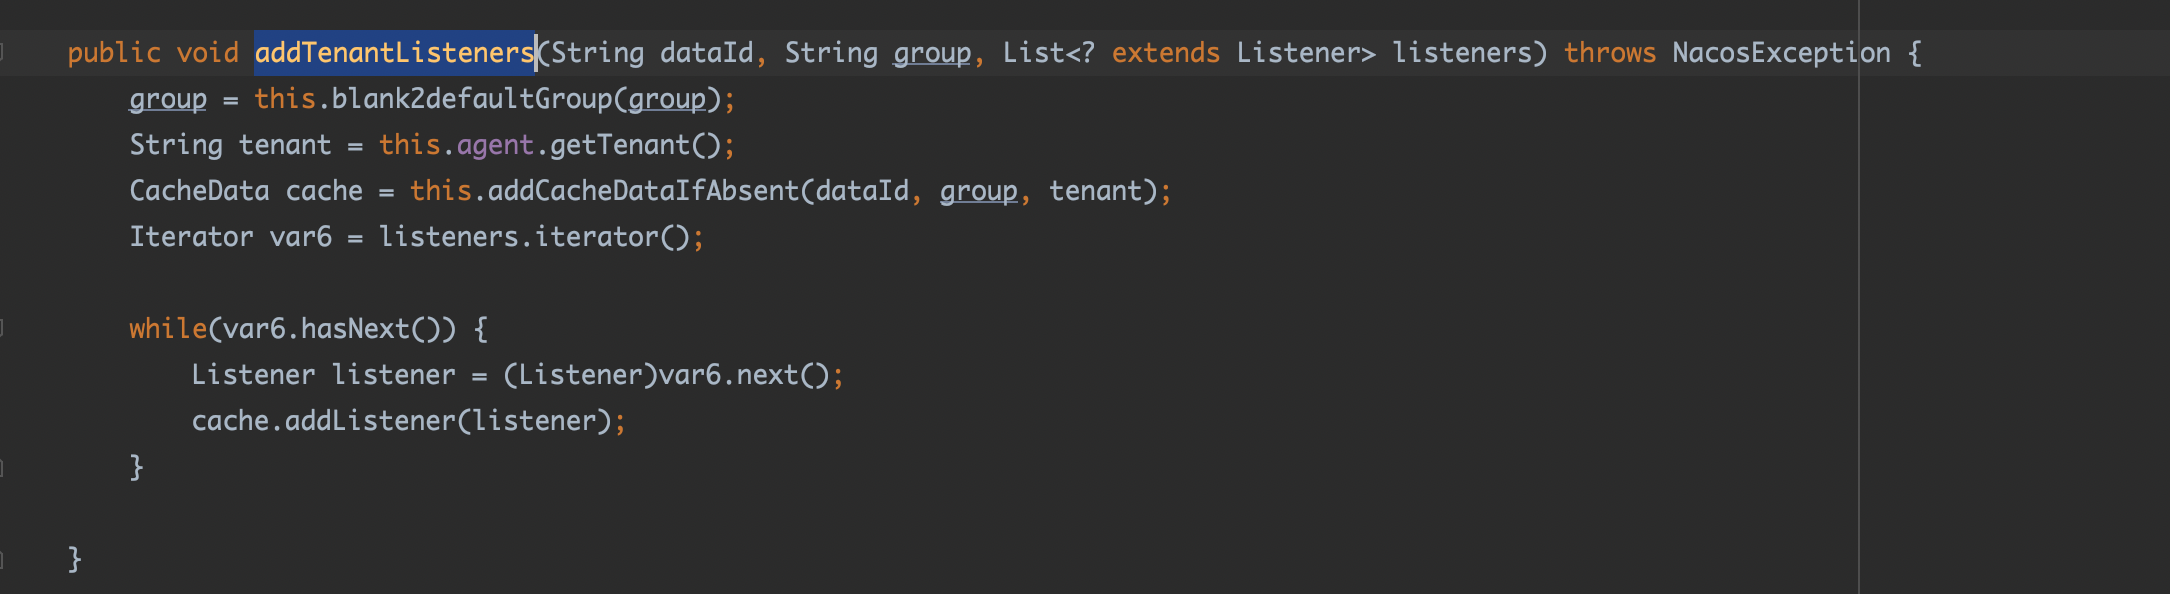 public void addTenantListeners(String dataId, String group, List<? extends Listener> listeners) throws NacosException {
group = this.blank2defaultGroup(group);
String tenant = this.agent.getTenant();
CacheData cache = this.addCacheDataIfAbsent(dataId, group, tenant);
Iterator var6 = listeners.iterator();
while(var6.hasNext()) {
Listener listener = (Listener)var6.next();
cache.addListener(listener);
}
}